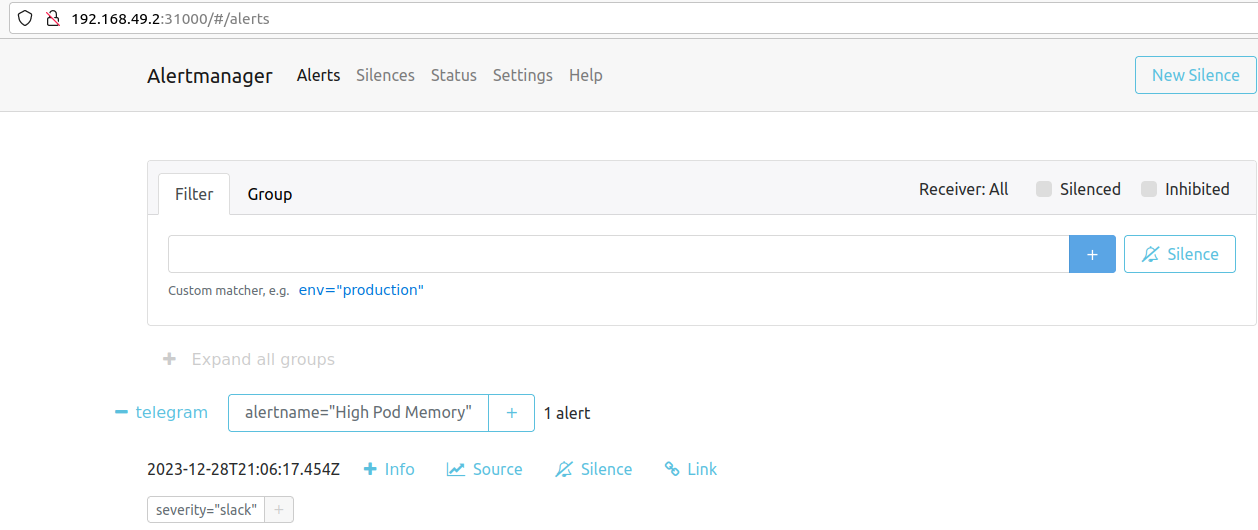 192.168.49.2:31000/#/alerts
Alertmanager Alerts Silences Status Settings Help New Silence
Filter Group Receiver: All Silenced Inhibited
+ Silence
Custom matcher, e.g. env="production"
+ Expand all groups
telegram alertname="High Pod Memory" + 1 alert
2023-12-28T21:06:17.454Z + Info Source Silence Link
severity="slack" +